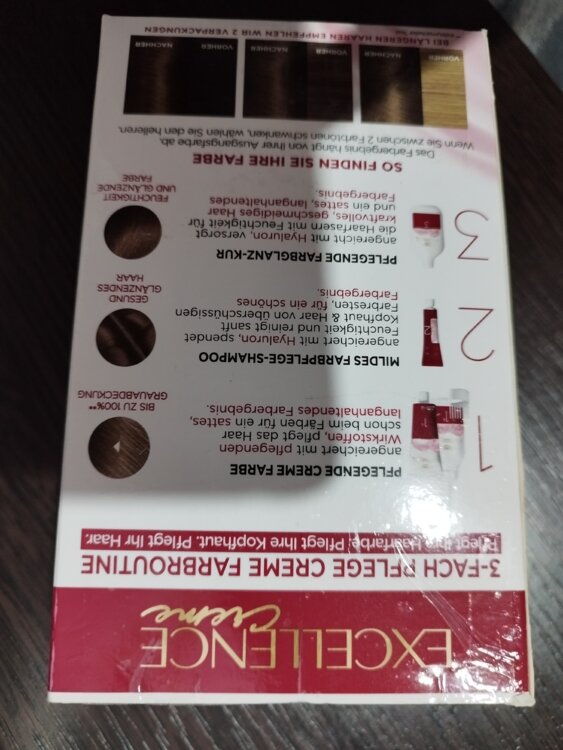 EXCELLENCE
creme
3-FACH PFLEGE CREME FARBROUTINE
Pflegt Ihre Haarfarbe. Pflegt Ihre Kopfhaut. Pflegt Ihr Haar.
1
PFLEGENDE CREME FARBE
angereichert mit pflegenden
Wirkstoffen, pflegt das Haar
schon beim Färben für ein sattes,
langanhaltendes Farbergebnis.
BIS ZU 100%**
GRAUABDECKUNG
2
MILDES FARBPFLEGE-SHAMPOO
angereichert mit Hyaluron, spendet
Feuchtigkeit und reinigt sanft
Kopfhaut & Haar von überschüssigen
Farbresten, für ein schönes
Farbergebnis.
GESUND
GLÄNZENDES
HAAR
3
PFLEGENDE FARBGLANZ-KUR
angereichert mit Hyaluron, versorgt
die Haarfasern mit Feuchtigkeit für
kraftvolles, geschmeidiges Haar
und ein sattes, langanhaltendes
Farbergebnis.
FEUCHTIGKEIT
UND GLÄNZENDE
FARBE
SO FINDEN SIE IHRE FARBE
Das Farbergebnis hängt von Ihrer Ausgangsfarbe ab.
Wenn Sie zwischen 2 Farbtönen schwanken, wählen Sie den helleren.
VORHER
NACHHER
VORHER
NACHHER
VORHER
NACHHER
BEI LÄNGEREN HAAREN EMPFEHLEN WIR 2 VERPACKUNGEN